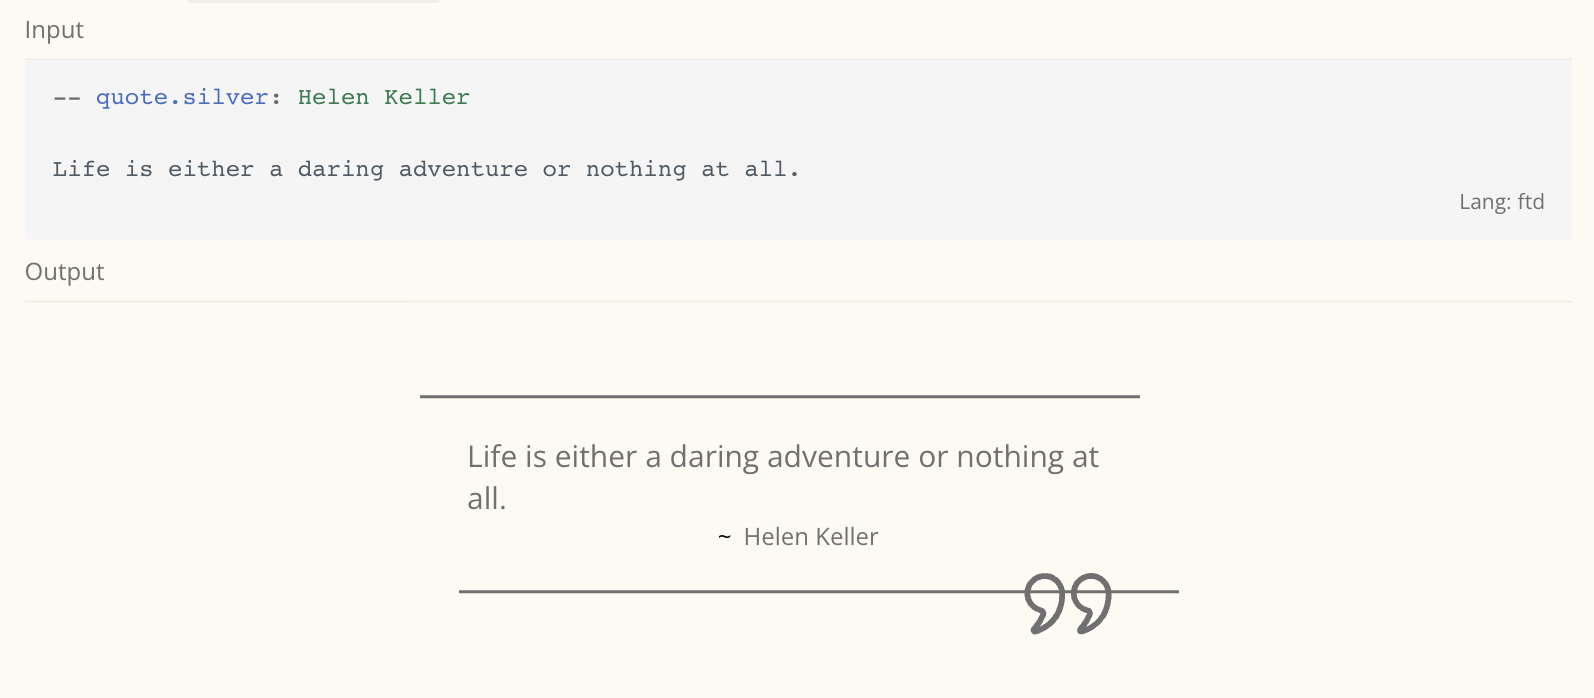 Input
-- quote.silver: Helen Keller
Life is either a daring adventure or nothing at all.
Lang: ftd
Output
Life is either a daring adventure or nothing at
all.
~ Helen Keller